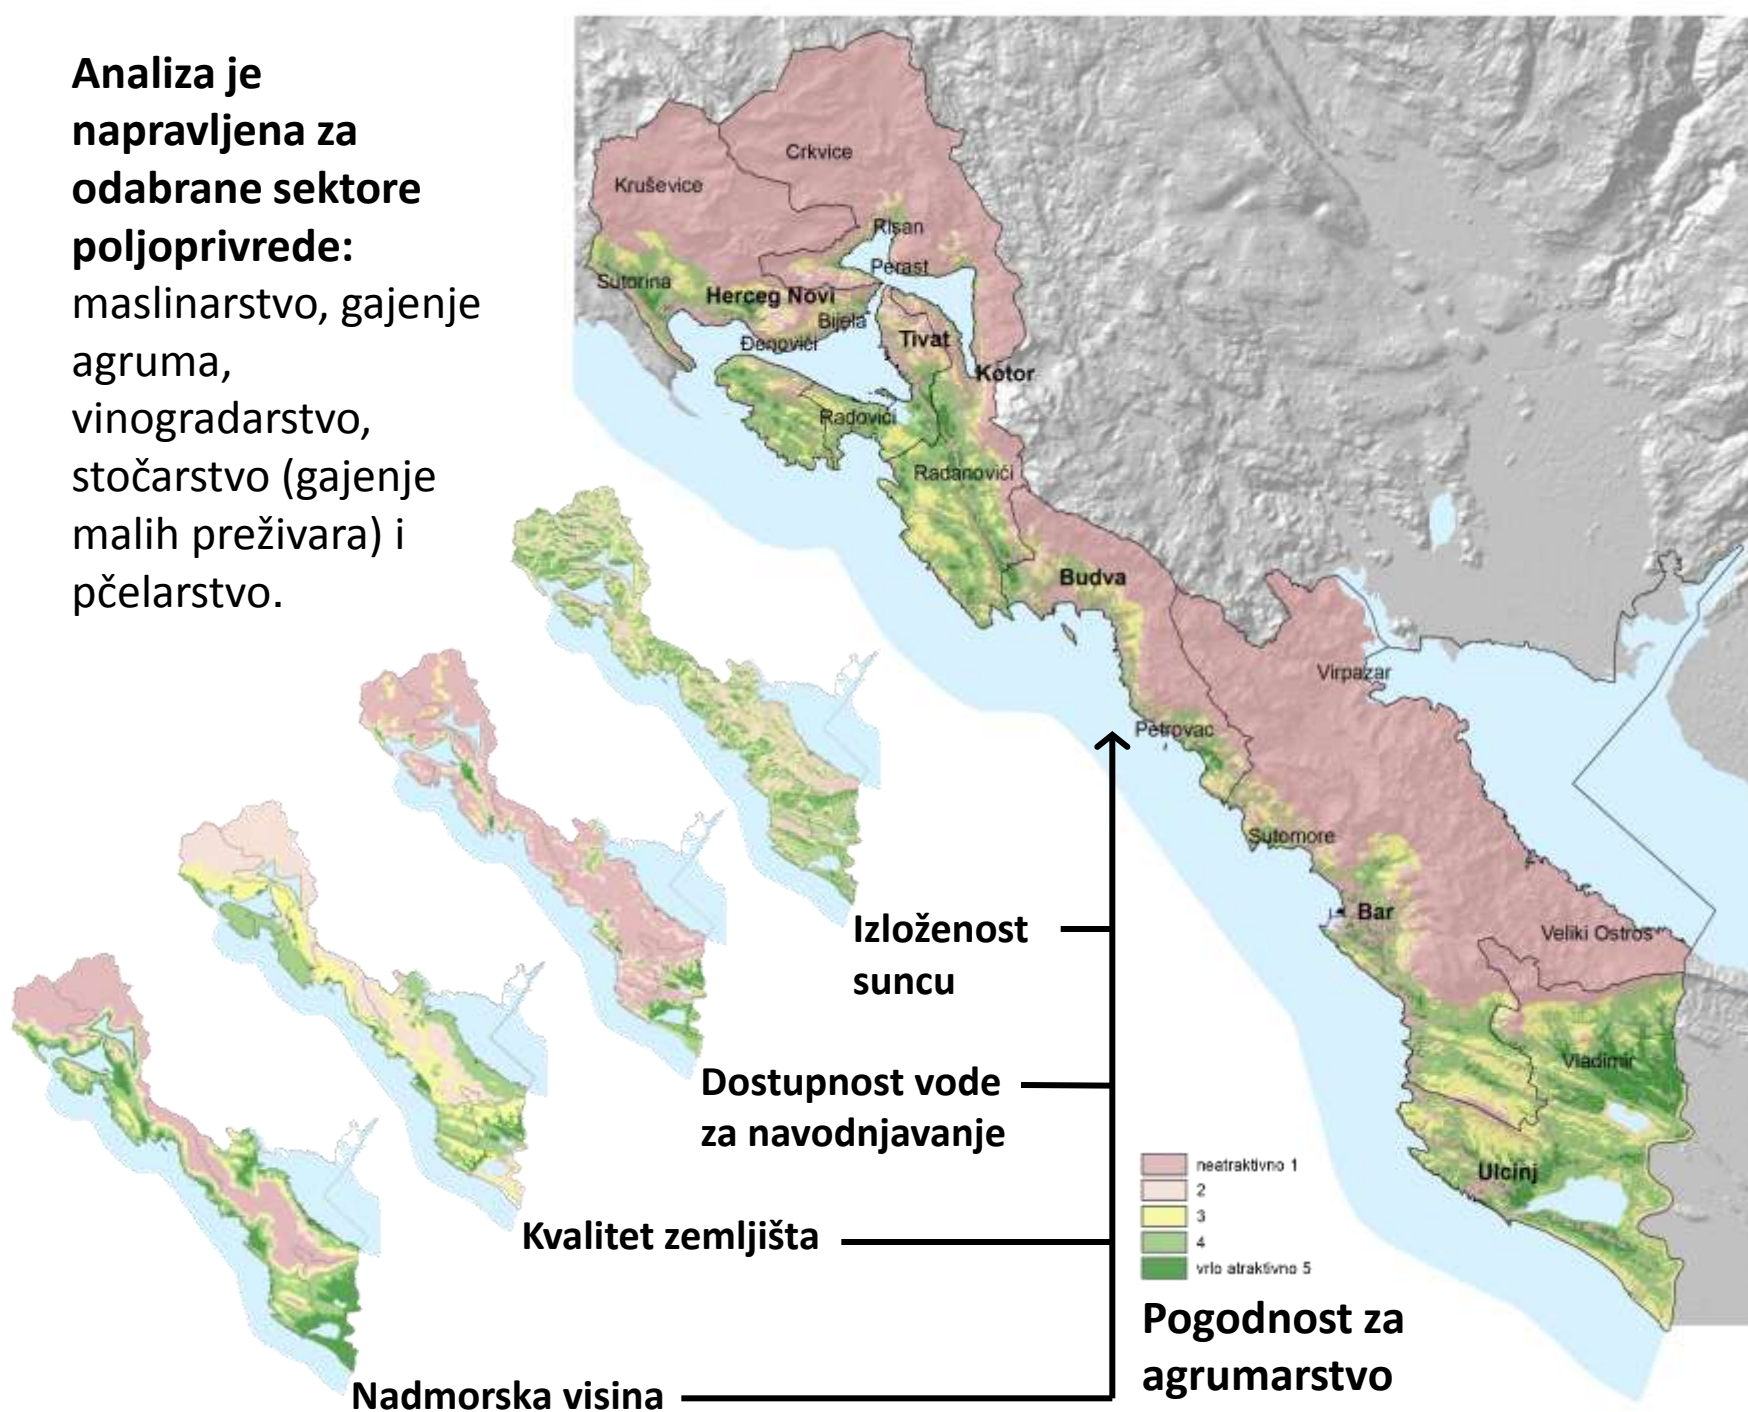 Analiza je
napravljena za
odabrane sektore
poljoprivrede:
maslinarstvo, gajenje
agruma,
vinogradarstvo,
stočarstvo (gajenje
malih preživara) i
pčelarstvo.
Crkvice
Kruševice
Risan
Perast
Sutorina
Herceg Novi
Bijela
Đenovići
Tivat
Kotor
Radovići
Radanovići
Budva
Virpazar
Petrovac
Sutomore
Bar
Veliki Ostros
Vladimir
Ulcinj
Izloženost
suncu
Dostupnost vode
za navodnjavanje
Kvalitet zemljišta
Nadmorska visina
neatraktivno 1
2
3
4
vrlo atraktivno 5
Pogodnost za
agrumarstvo